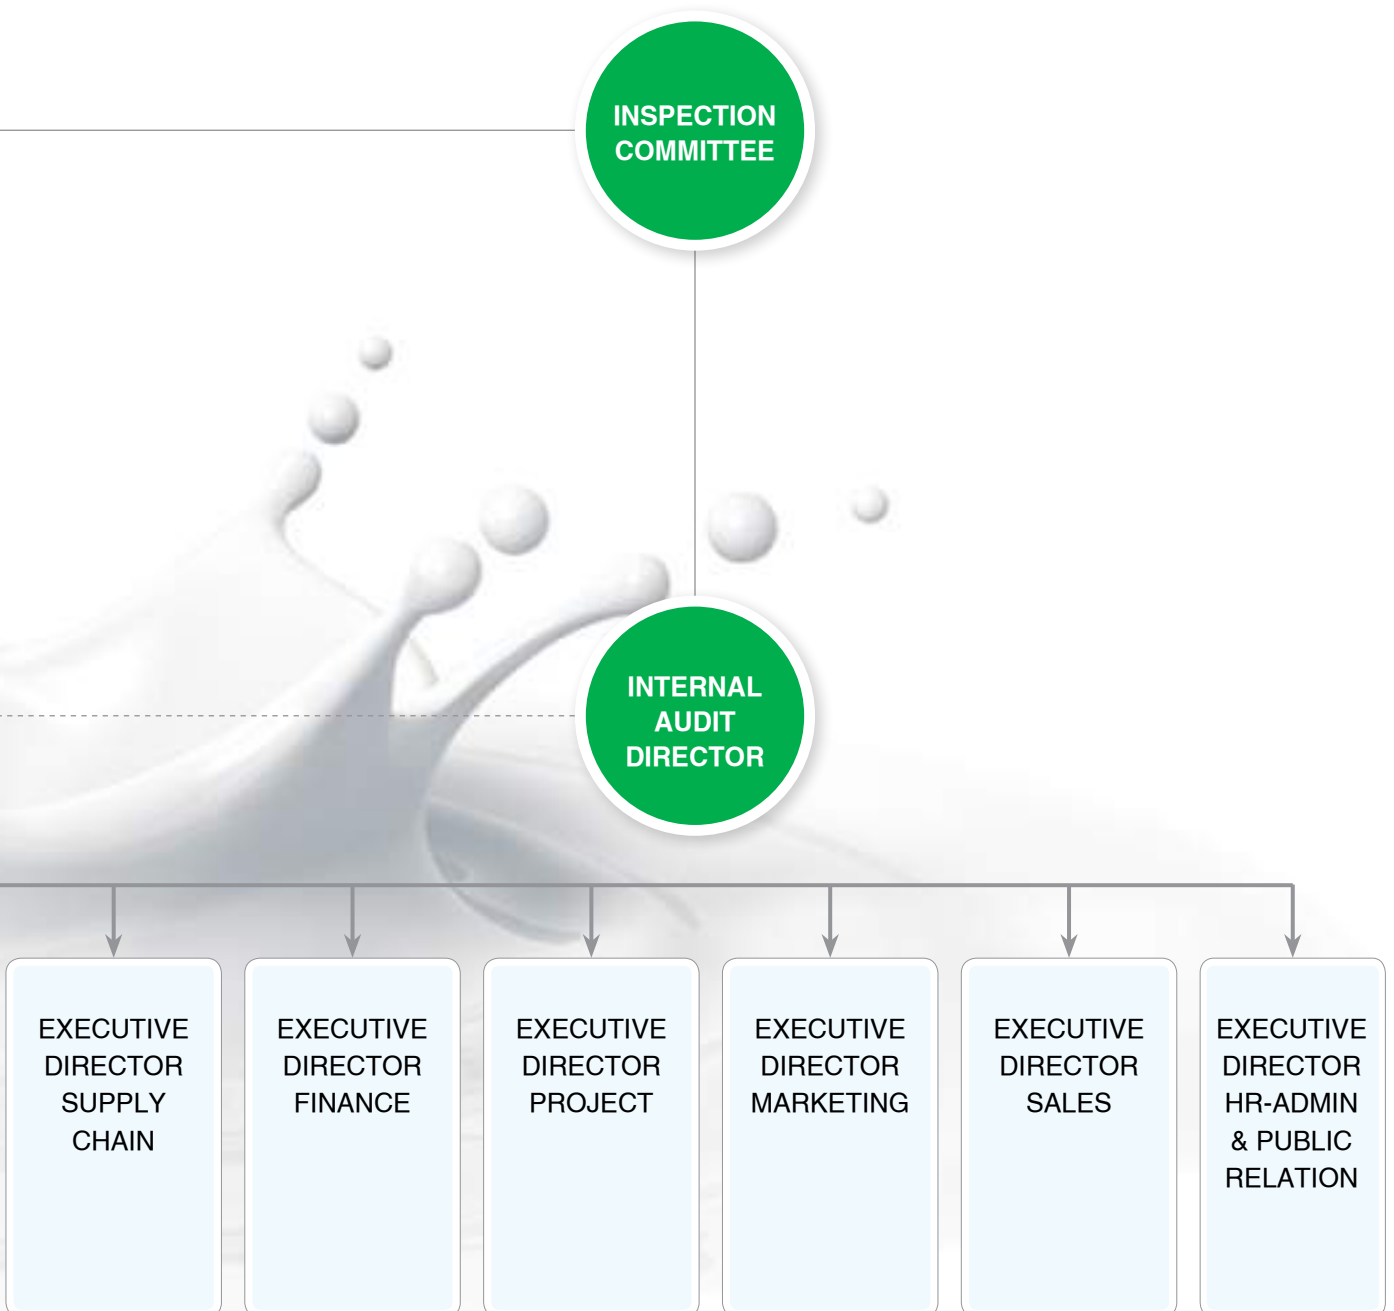 INSPECTION
COMMITTEE
INTERNAL
AUDIT
DIRECTOR
EXECUTIVE
DIRECTOR
SUPPLY
CHAIN
EXECUTIVE
DIRECTOR
FINANCE
EXECUTIVE
DIRECTOR
PROJECT
EXECUTIVE
DIRECTOR
MARKETING
EXECUTIVE
DIRECTOR
SALES
EXECUTIVE
DIRECTOR
HR-ADMIN
& PUBLIC
RELATION